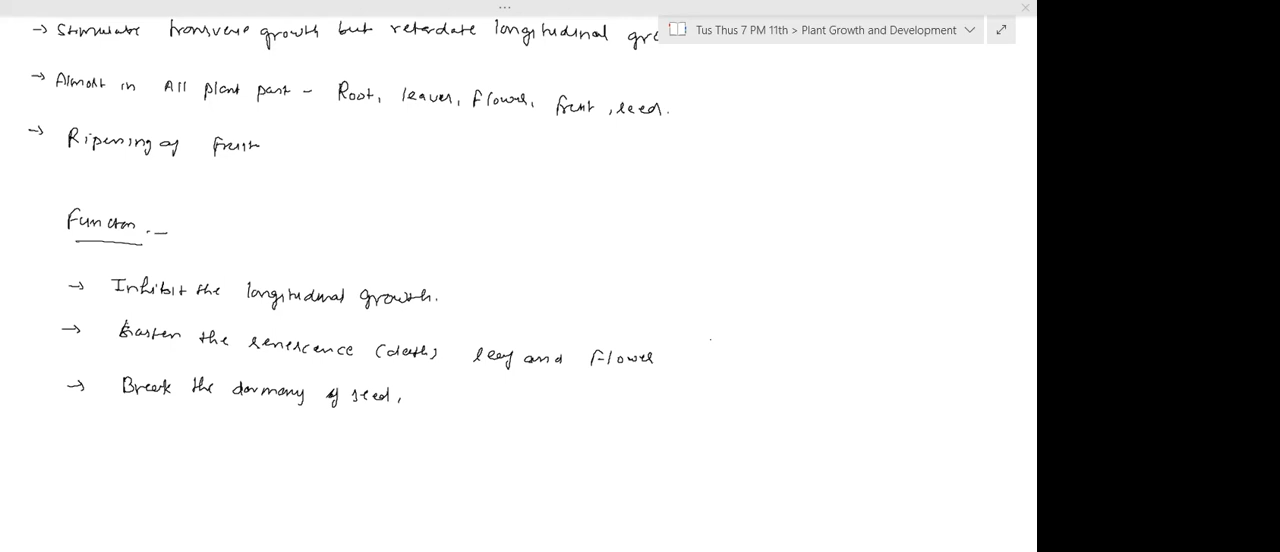 → Stimulate transverse growth but retardate longitudinal gro
Tus Thus 7 PM 11th > Plant Growth and Development
→ Almost in All plant part - Root, leaves, flower, fruit, seed.
→ Ripening of fruit
Function :-
→ Inhibit the longitudinal growth.
→ Hasten the senescence (death) leaf and flower
→ Break the dormany of seed,